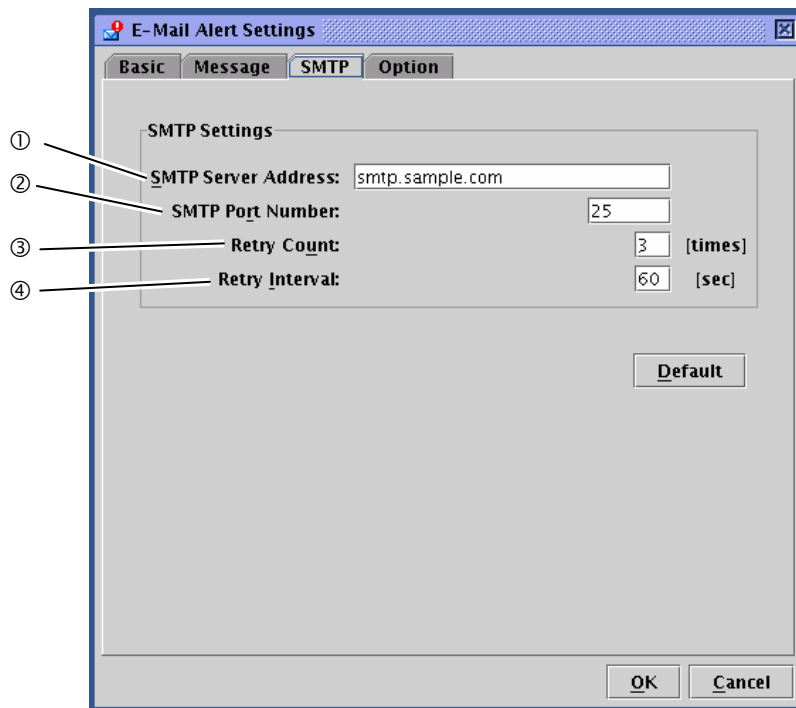 E-Mail Alert Settings
Basic Message SMTP Option
SMTP Settings
① SMTP Server Address: smtp.sample.com
② SMTP Port Number: 25
③ Retry Count: 3 [times]
④ Retry Interval: 60 [sec]
Default
OK Cancel